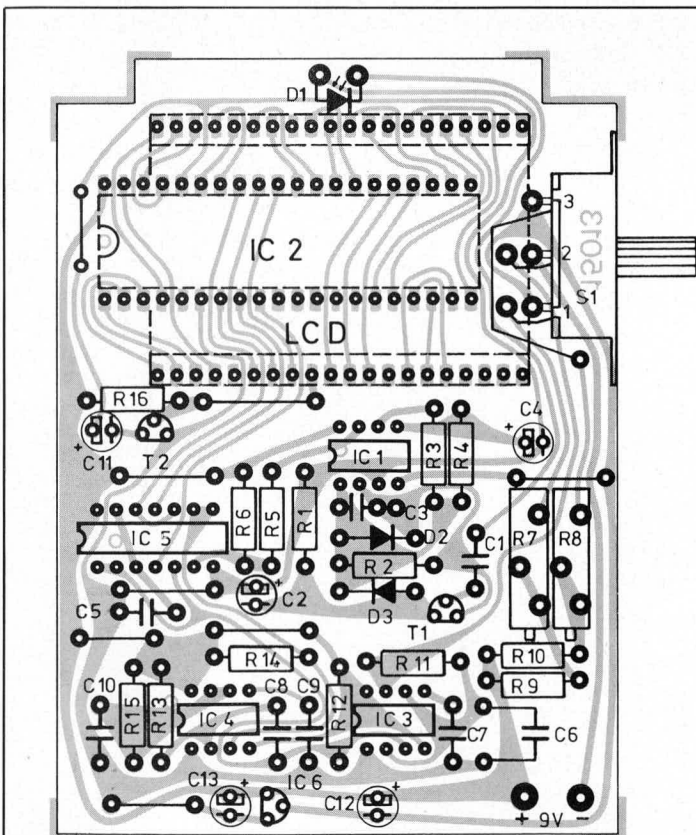 D1
3
IC 2
2
15013
S1
1
LCD
R16
C4
+
+
C11
T2
IC 1
R3
R4
R6
R5
R1
C3
R7
R8
IC 5
D2
C1
R2
+
C2
C5
D3
T1
R14
R11
R10
R9
C10
C8
C9
R15
R13
IC 4
R12
IC 3
C7
C6
C13
+
IC 6
C12
+
+ 9V -